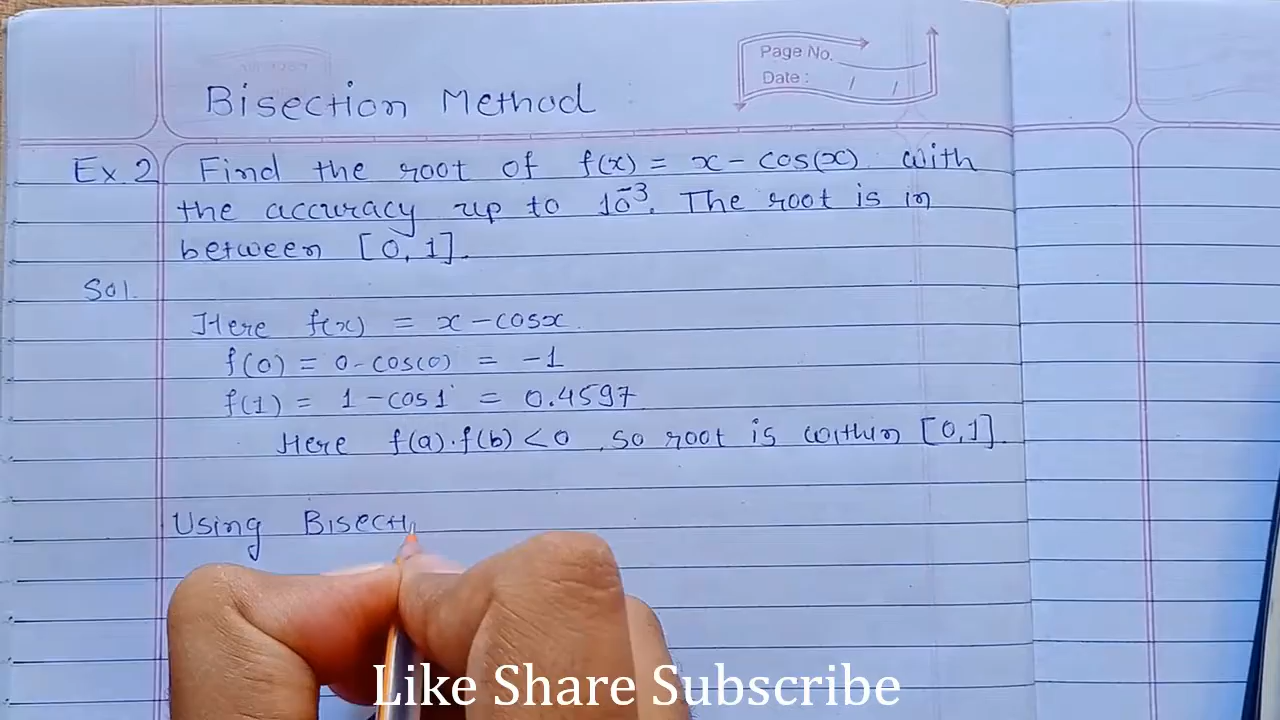 Page No.
Date : / /
Bisection Method
Ex.2 Find the root of f(x) = x - cos(x) with
the accuracy up to 10⁻³. The root is in
between [0, 1].
Sol.
Here f(x) = x - cosx.
f(0) = 0 - cos(0) = -1
f(1) = 1 - cos1 = 0.4597
Here f(a).f(b) < 0, so root is within [0,1].
Using Bisecti
Like Share Subscribe